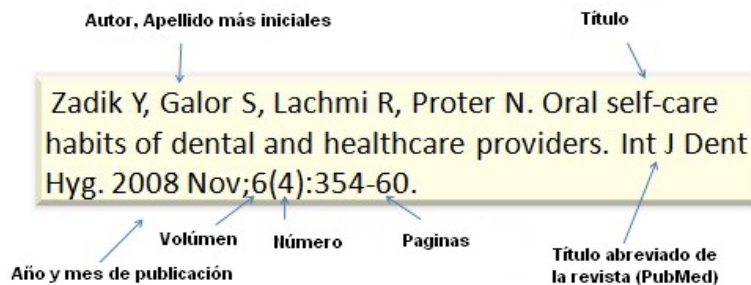 Autor, Apellido más iniciales
Título
Zadik Y, Galor S, Lachmi R, Proter N. Oral self-care
habits of dental and healthcare providers. Int J Dent
Hyg. 2008 Nov;6(4):354-60.
Volúmen
Número
Paginas
Título abreviado de
la revista (PubMed)
Año y mes de publicación